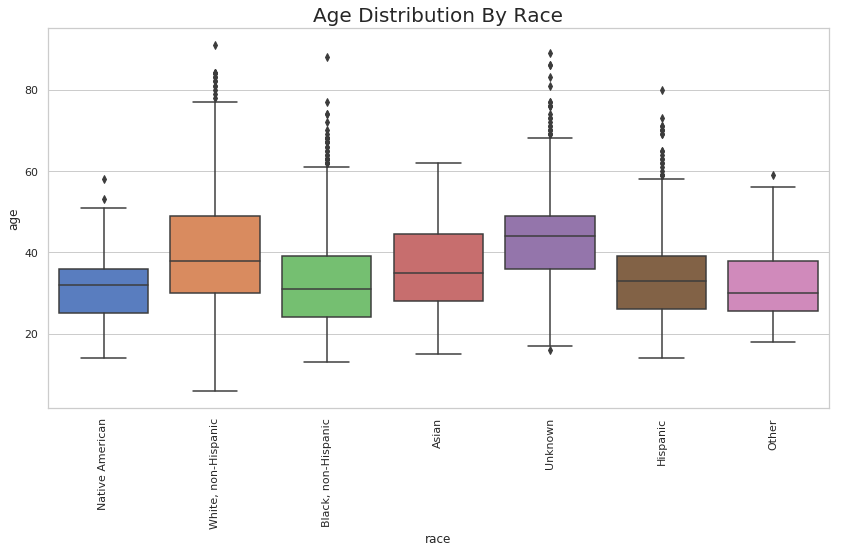 Age Distribution By Race
age
80
60
40
20
Native American
White, non-Hispanic
Black, non-Hispanic
Asian
Unknown
Hispanic
Other
race